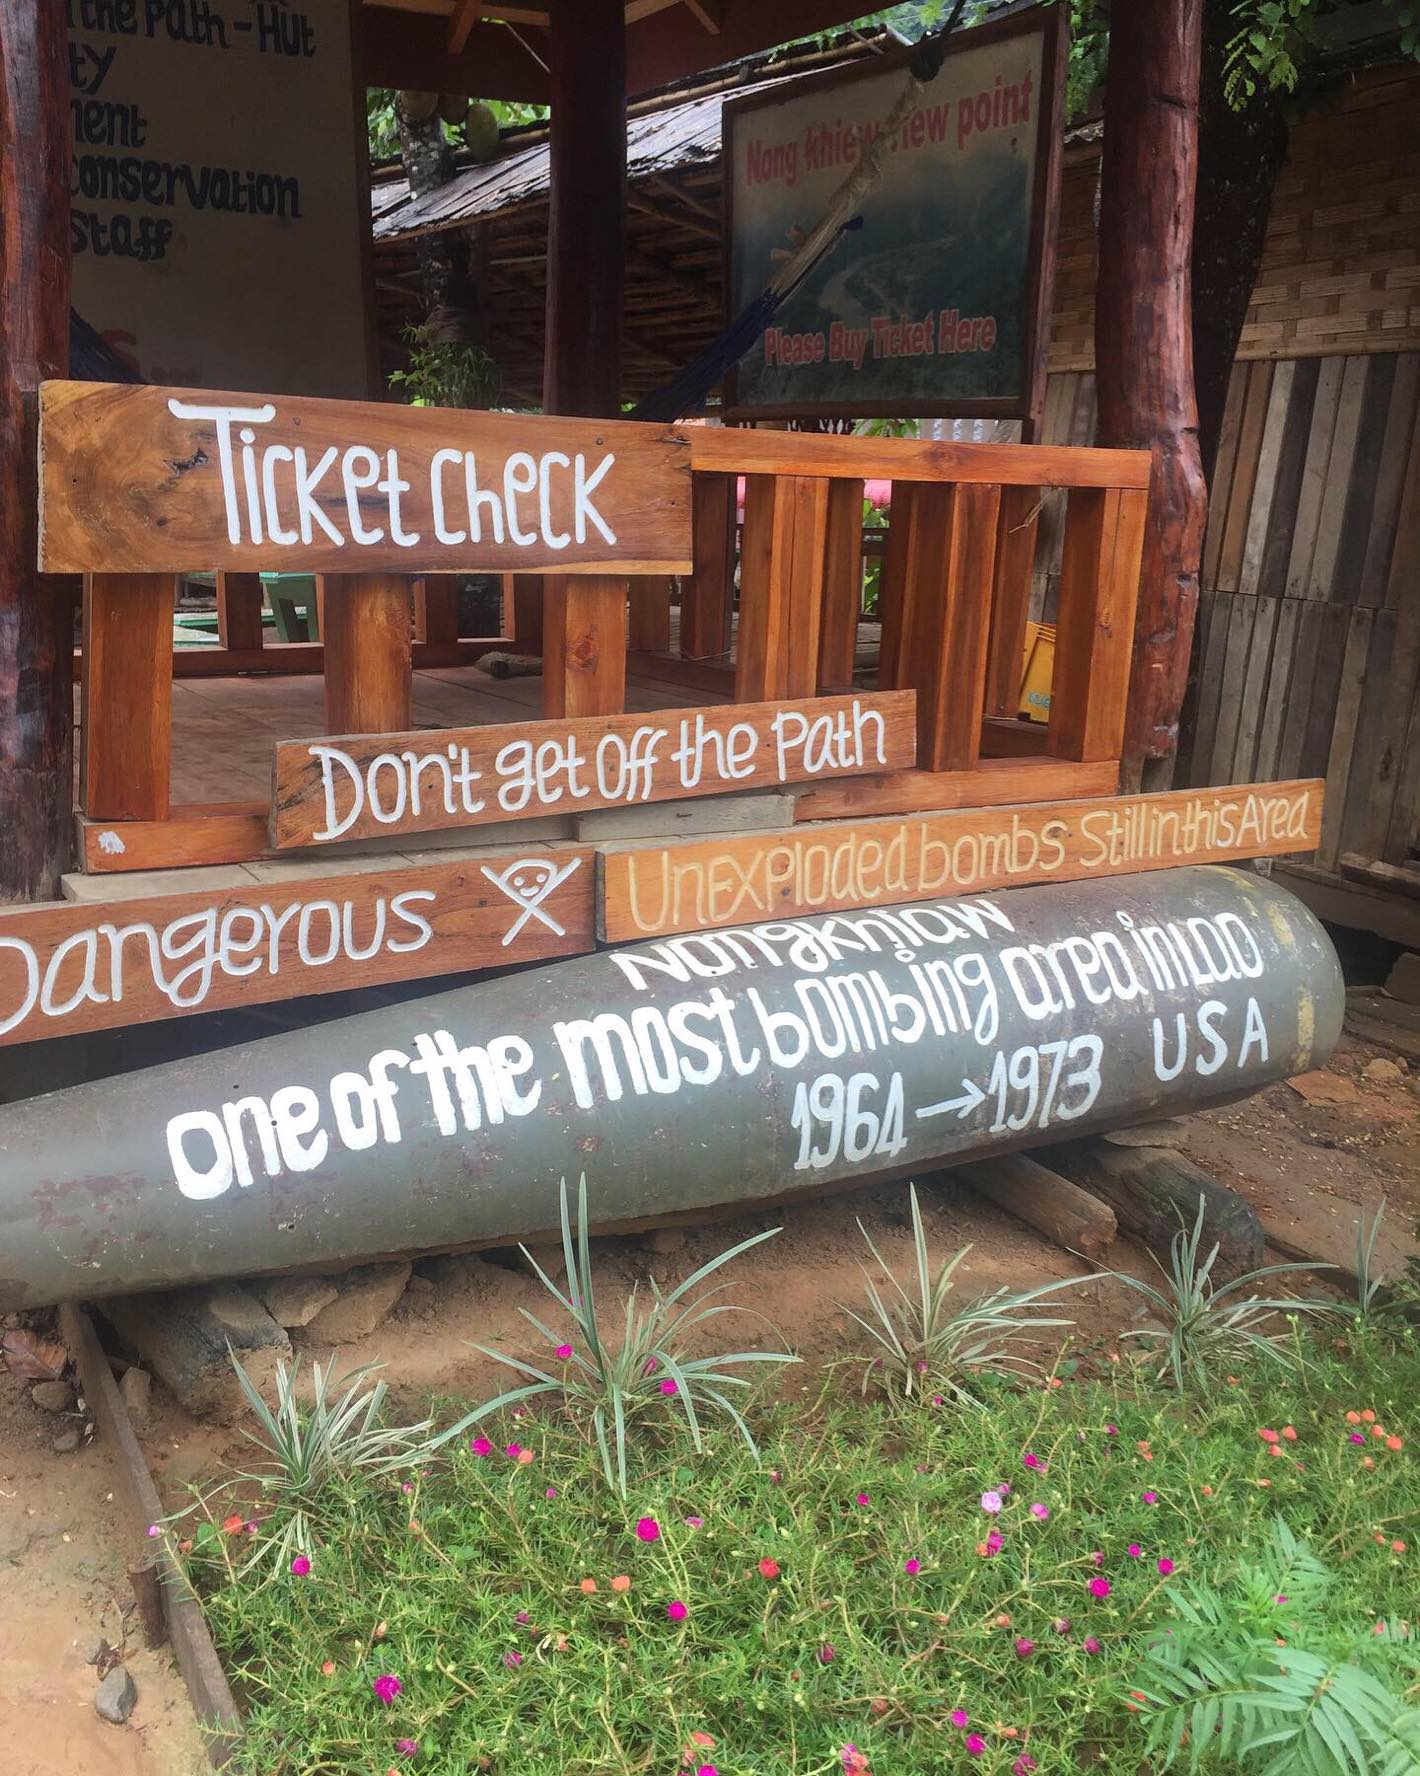 the Path - Hut
ty
ment
conservation
Staff
S...
Nong khiew view point
Please Buy Ticket Here
Ticket check
Don't get off the Path
Dangerous
Unexploded bombs Still in this Area
Nongkhiaw
one of the most bombing area in Lao
1964 → 1973 USA